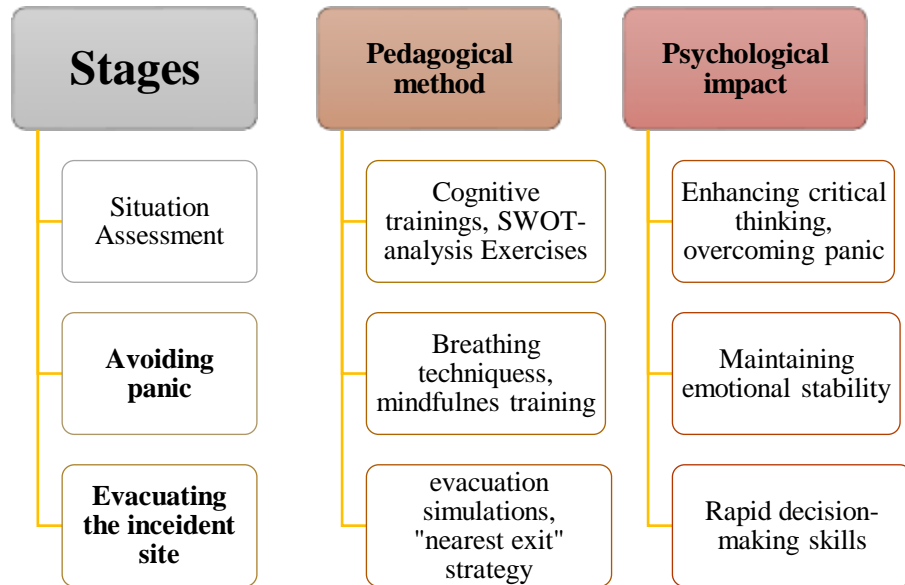 Stages
Situation
Assessment
Avoiding
panic
Evacuating
the inceident
site
Pedagogical
method
Cognitive
trainings, SWOT-
analysis Exercises
Breathing
techniquess,
mindfulnes training
evacuation
simulations,
"nearest exit"
strategy
Psychological
impact
Enhancing critical
thinking,
overcoming panic
Maintaining
emotional stability
Rapid decision-
making skills